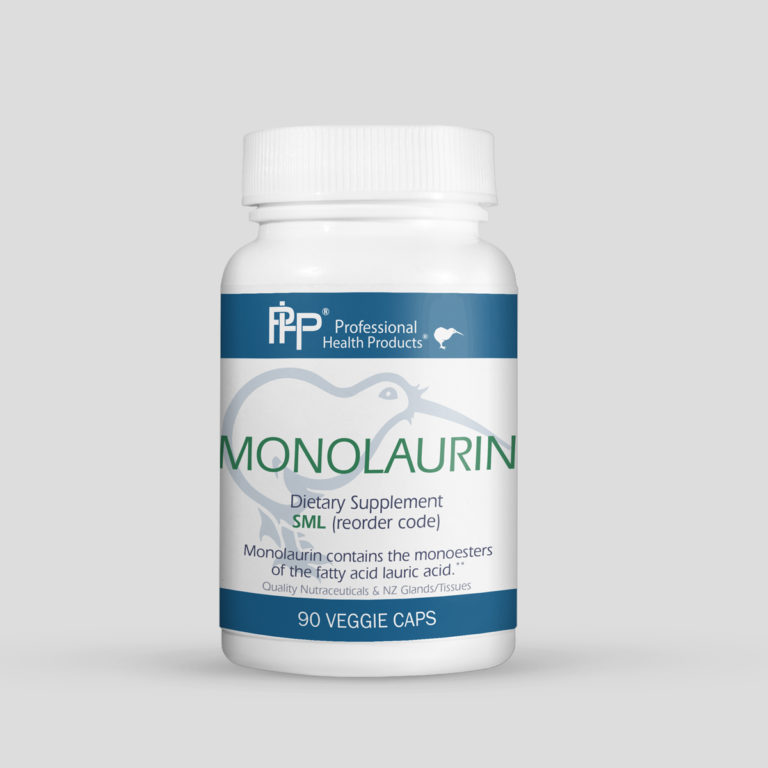 PHP® Professional
Health Products®
MONOLAURIN
Dietary Supplement
SML (reorder code)
Monolaurin contains the monoesters
of the fatty acid lauric acid.**
Quality Nutraceuticals & NZ Glands/Tissues
90 VEGGIE CAPS